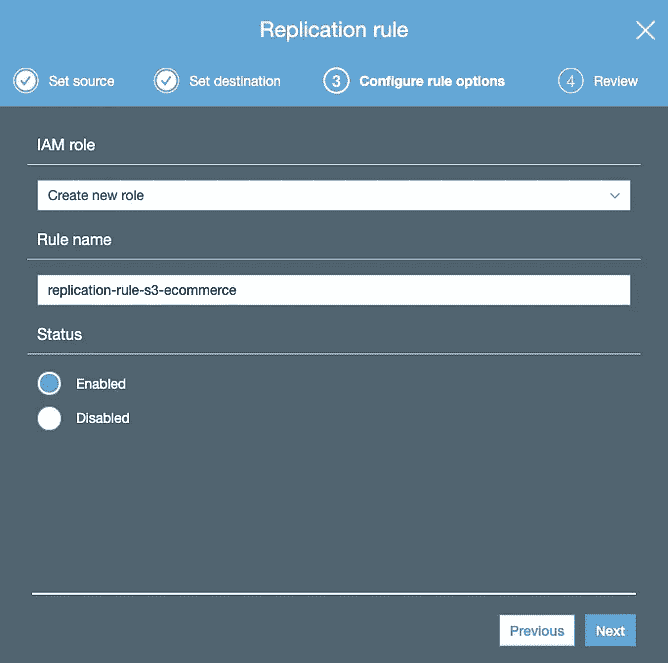 Replication rule
Set source
Set destination
3 Configure rule options
4 Review
IAM role
Create new role
Rule name
replication-rule-s3-ecommerce
Status
Enabled
Disabled
Previous
Next